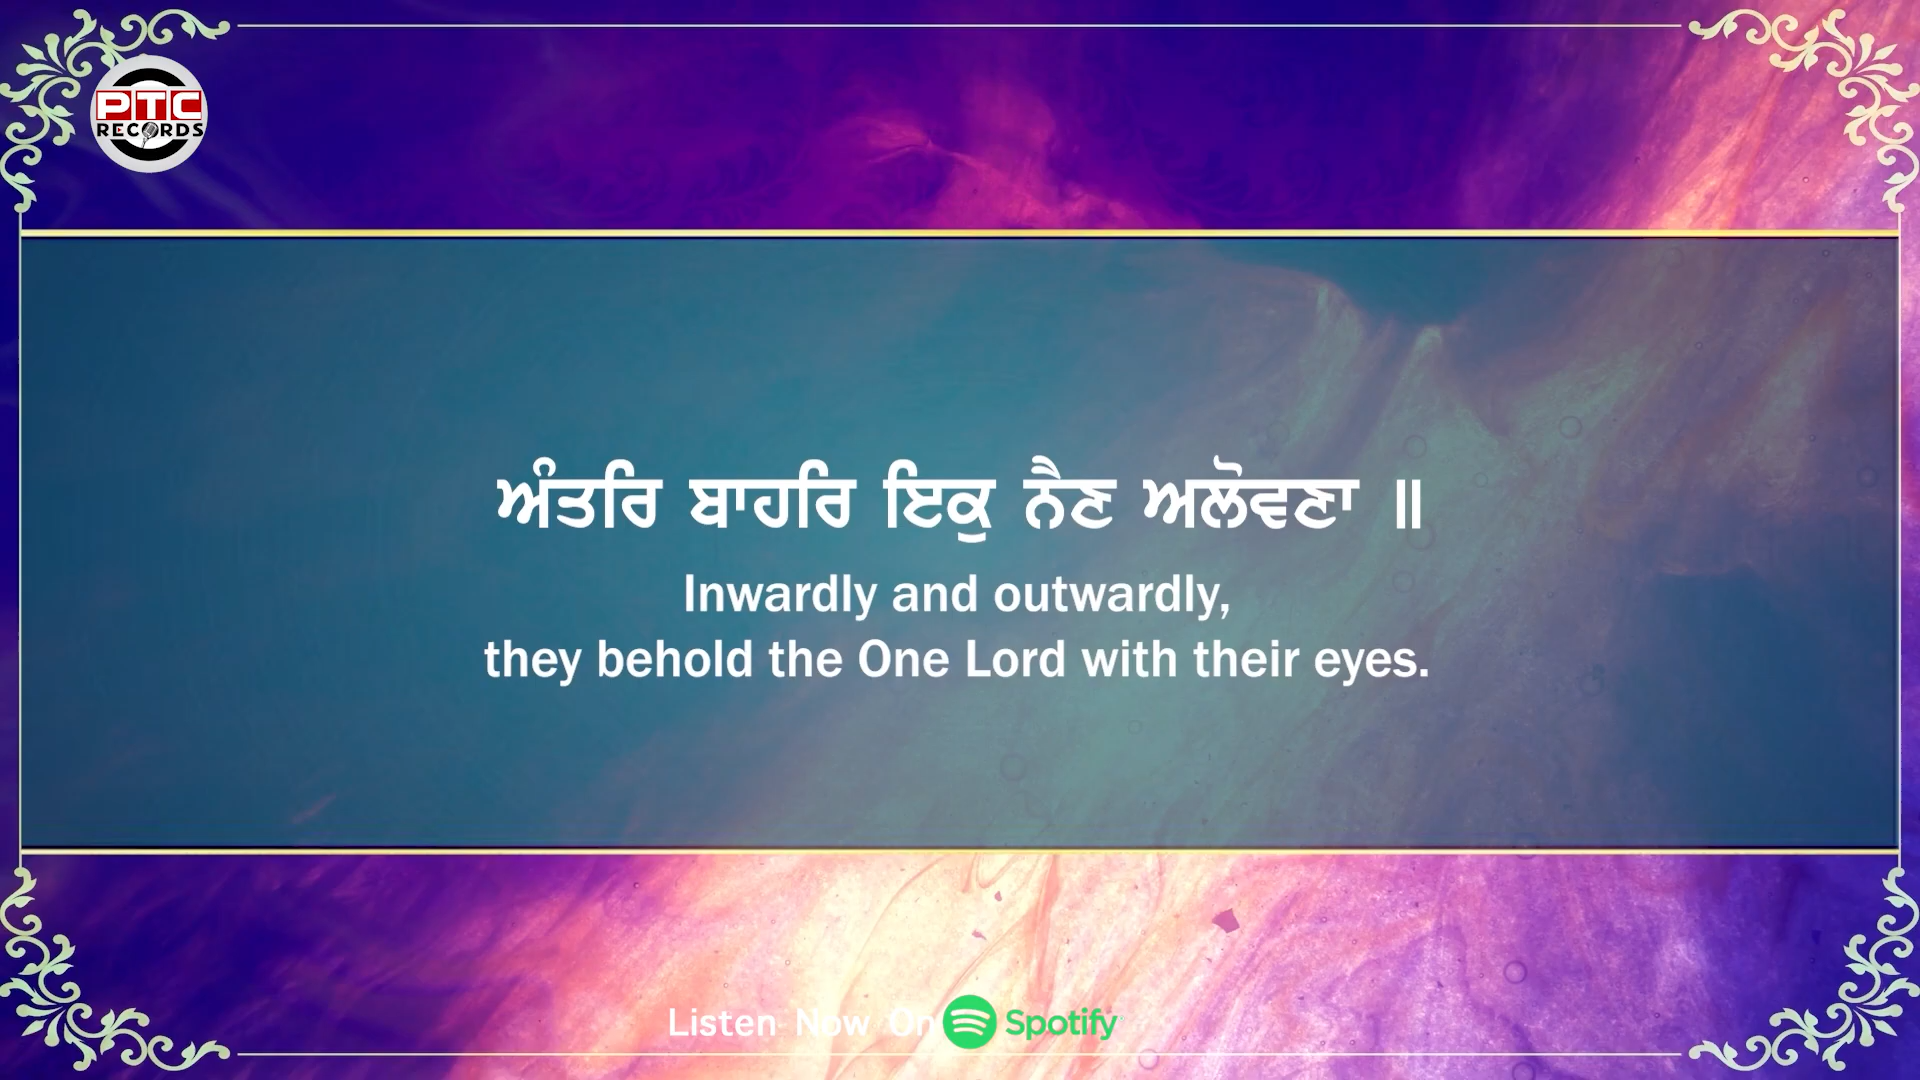 PTC
RECORDS
ਅੰਤਰਿ ਬਾਹਰਿ ਇਕੁ ਨੈਣ ਅਲੋਵਣਾ ॥
Inwardly and outwardly,
they behold the One Lord with their eyes.
Listen Now On Spotify